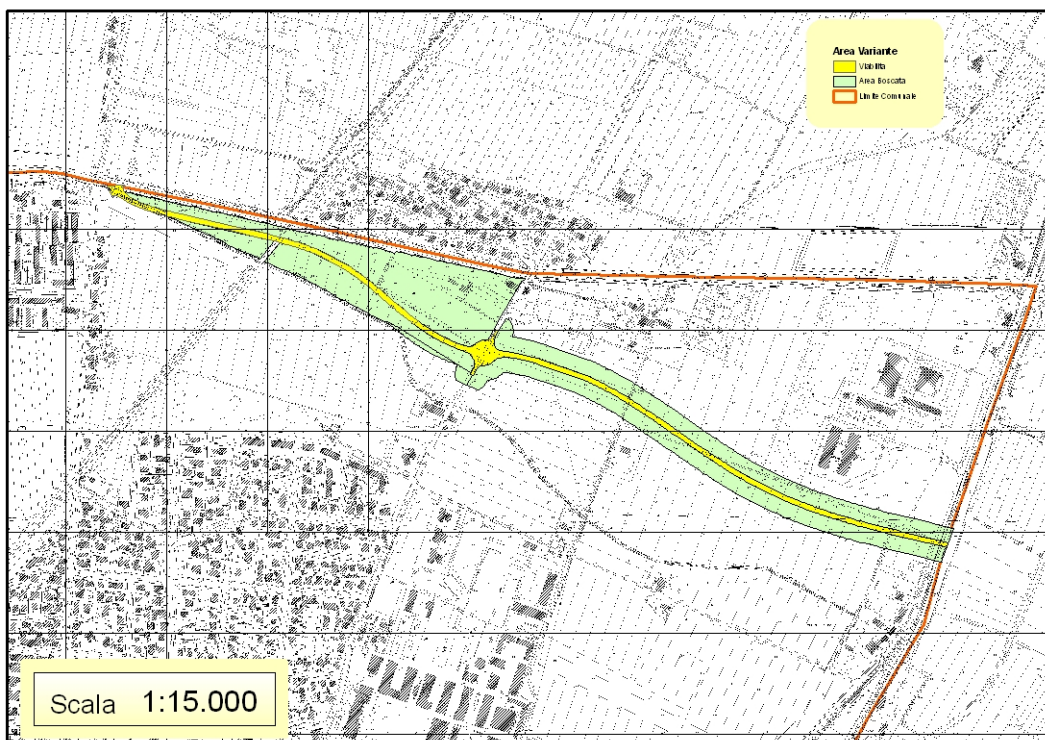 Area Variante
Viabilità
Area Boscata
Limite Comunale
Scala 1:15.000